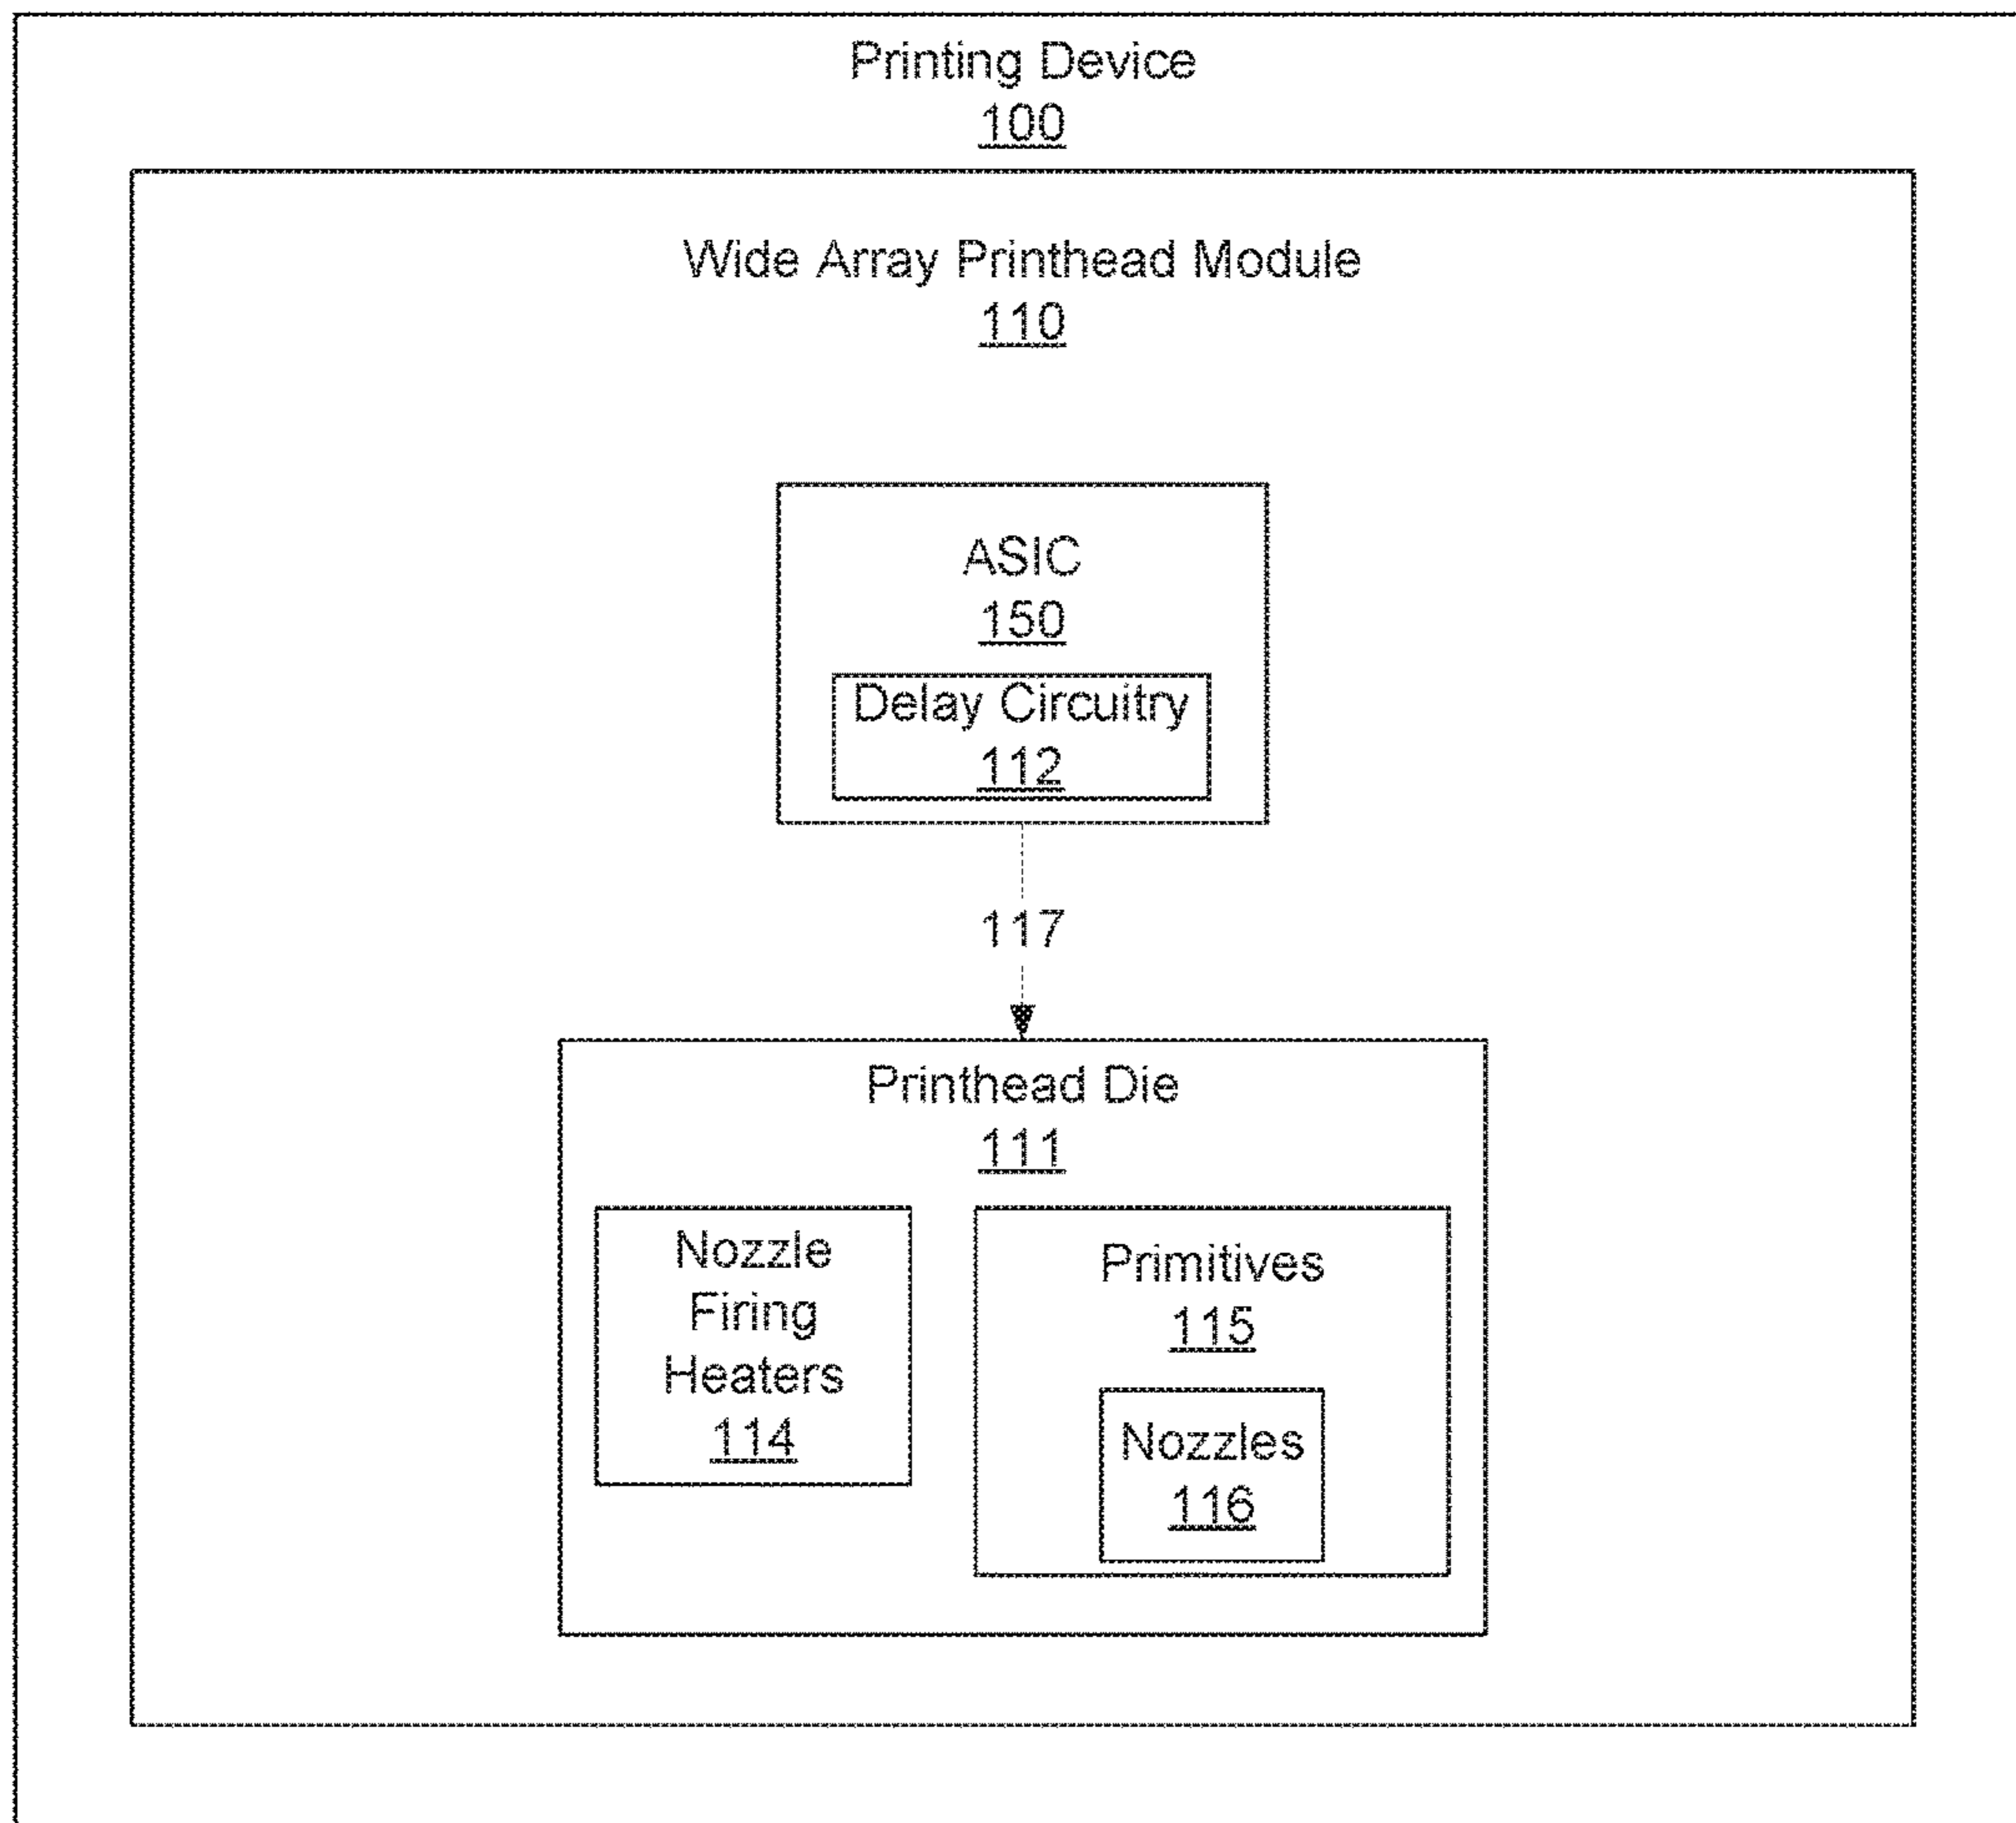 Printing Device
100
Wide Array Printhead Module
110
ASIC
150
Delay Circuitry
112
117
Printhead Die
111
Nozzle
Firing
Heaters
114
Primitives
115
Nozzles
116